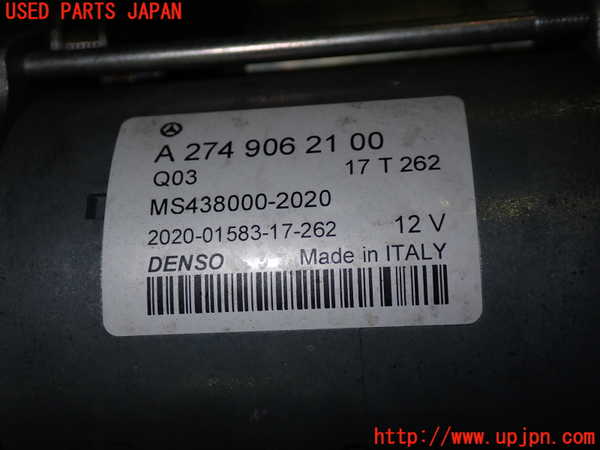 USED PARTS JAPAN
A 274 906 21 00
Q03 17 T 262
MS438000-2020
2020-01583-17-262 12 V
DENSO Made in ITALY
http://www.upjpn.com/